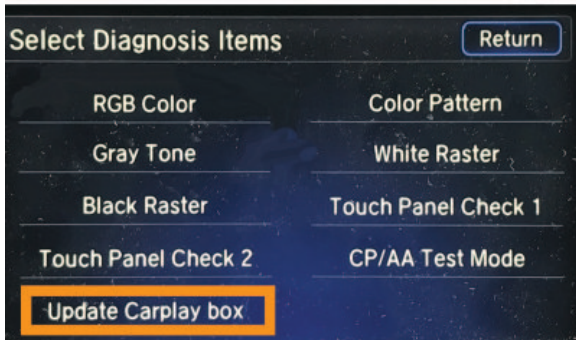 Select Diagnosis Items
Return
RGB Color
Color Pattern
Gray Tone
White Raster
Black Raster
Touch Panel Check 1
Touch Panel Check 2
CP/AA Test Mode
Update Carplay box